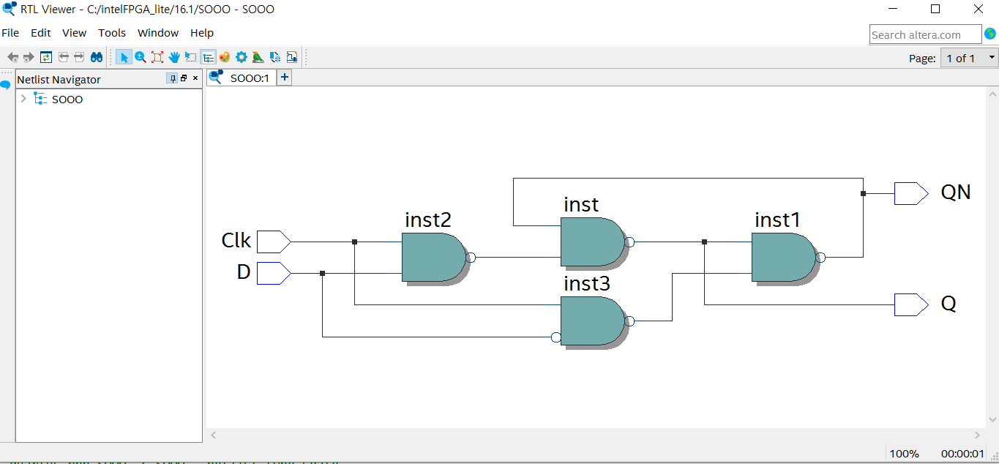 RTL Viewer - C:/intelFPGA_lite/16.1/SOOO - SOOO
File Edit View Tools Window Help
Search altera.com
Page: 1 of 1
Netlist Navigator
SOOO:1
SOOO
QN
inst
inst2
inst1
Clk
D
inst3
Q
100% 00:00:01